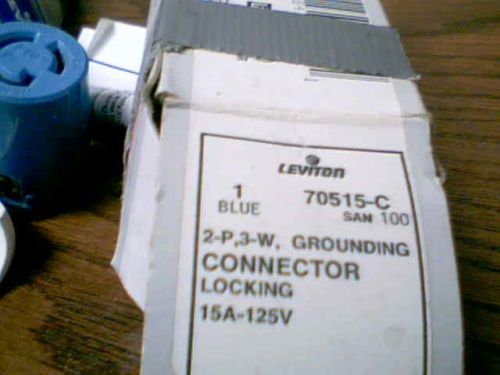 LEVITON
1 70515-C
BLUE SAN 100
2-P,3-W, GROUNDING
CONNECTOR
LOCKING
15A-125V